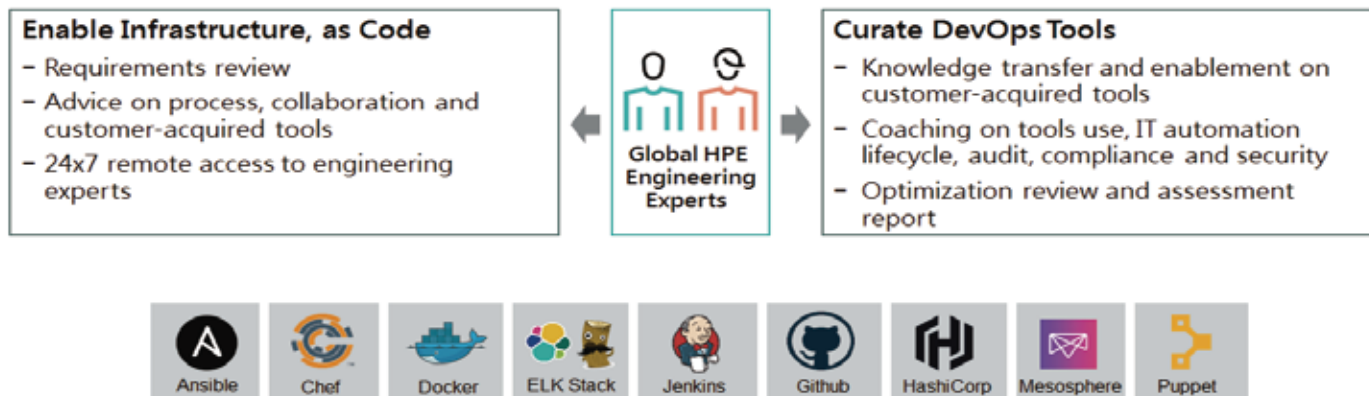 Enable Infrastructure, as Code
– Requirements review
– Advice on process, collaboration and
customer-acquired tools
– 24x7 remote access to engineering
experts
Global HPE
Engineering
Experts
Curate DevOps Tools
– Knowledge transfer and enablement on
customer-acquired tools
– Coaching on tools use, IT automation
lifecycle, audit, compliance and security
– Optimization review and assessment
report
Ansible
Chef
Docker
ELK Stack
Jenkins
Github
HashiCorp
Mesosphere
Puppet